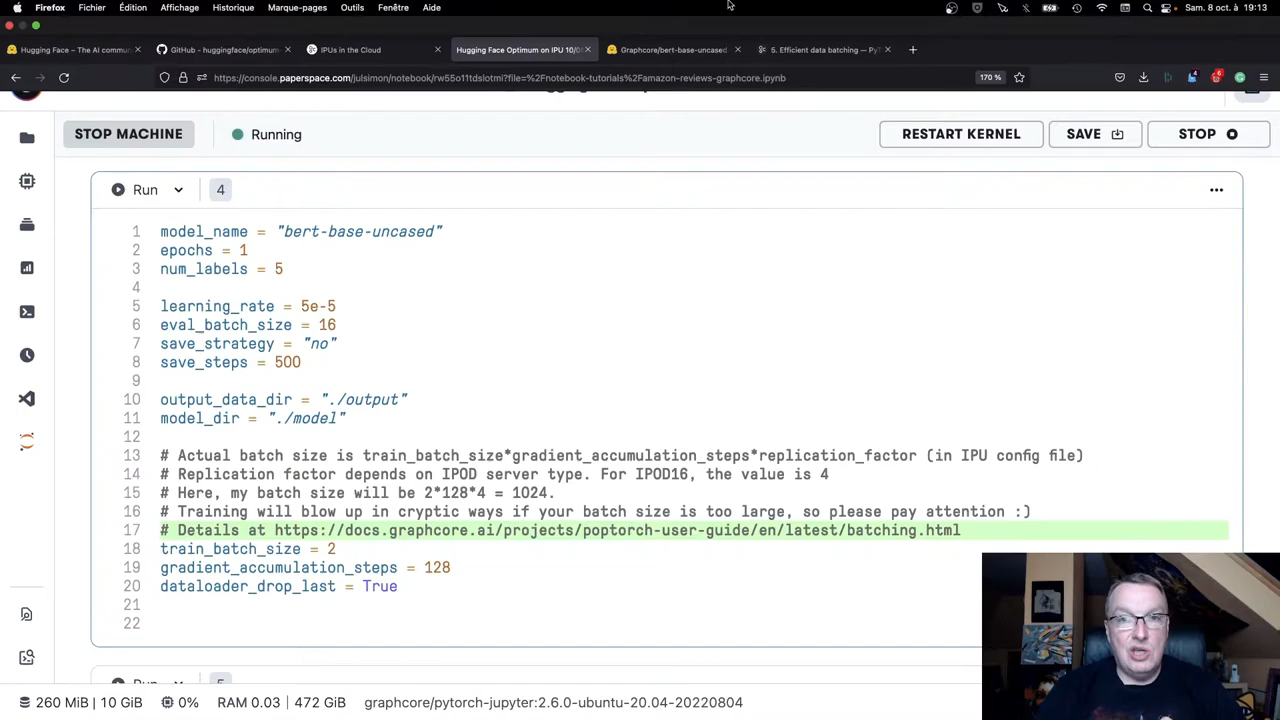 Firefox Fichier Édition Affichage Historique Marque-pages Outils Fenêtre Aide
Sam. 8 oct. à 19:13
Hugging Face – The AI commun
GitHub - huggingface/optimum-
IPUs in the Cloud
Hugging Face Optimum on IPU 10/0
Graphcore/bert-base-uncased
5. Efficient data batching — PyT
https://console.paperspace.com/julsimon/notebook/rw55o11tdslotmi?file=%2Fnotebook-tutorials%2Famazon-reviews-graphcore.ipynb
170 %
STOP MACHINE
Running
RESTART KERNEL
SAVE
STOP
Run
4
1 model_name = "bert-base-uncased"
2 epochs = 1
3 num_labels = 5
4
5 learning_rate = 5e-5
6 eval_batch_size = 16
7 save_strategy = "no"
8 save_steps = 500
9
10 output_data_dir = "./output"
11 model_dir = "./model"
12
13 # Actual batch size is train_batch_size*gradient_accumulation_steps*replication_factor (in IPU config file)
14 # Replication factor depends on IPOD server type. For IPOD16, the value is 4
15 # Here, my batch size will be 2*128*4 = 1024.
16 # Training will blow up in cryptic ways if your batch size is too large, so please pay attention :)
17 # Details at https://docs.graphcore.ai/projects/poptorch-user-guide/en/latest/batching.html
18 train_batch_size = 2
19 gradient_accumulation_steps = 128
20 dataloader_drop_last = True
21
22
260 MiB | 10 GiB
0%
RAM 0.03 | 472 GiB
graphcore/pytorch-jupyter:2.6.0-ubuntu-20.04-20220804